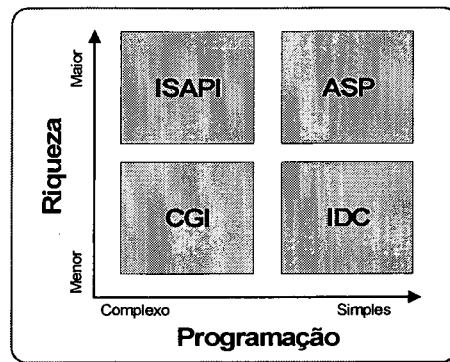 Maior
ISAPI
ASP
Riqueza
CGI
IDC
Menor
Complexo
Simples
Programação